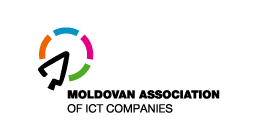 MOLDOVAN ASSOCIATION
OF ICT COMPANIES